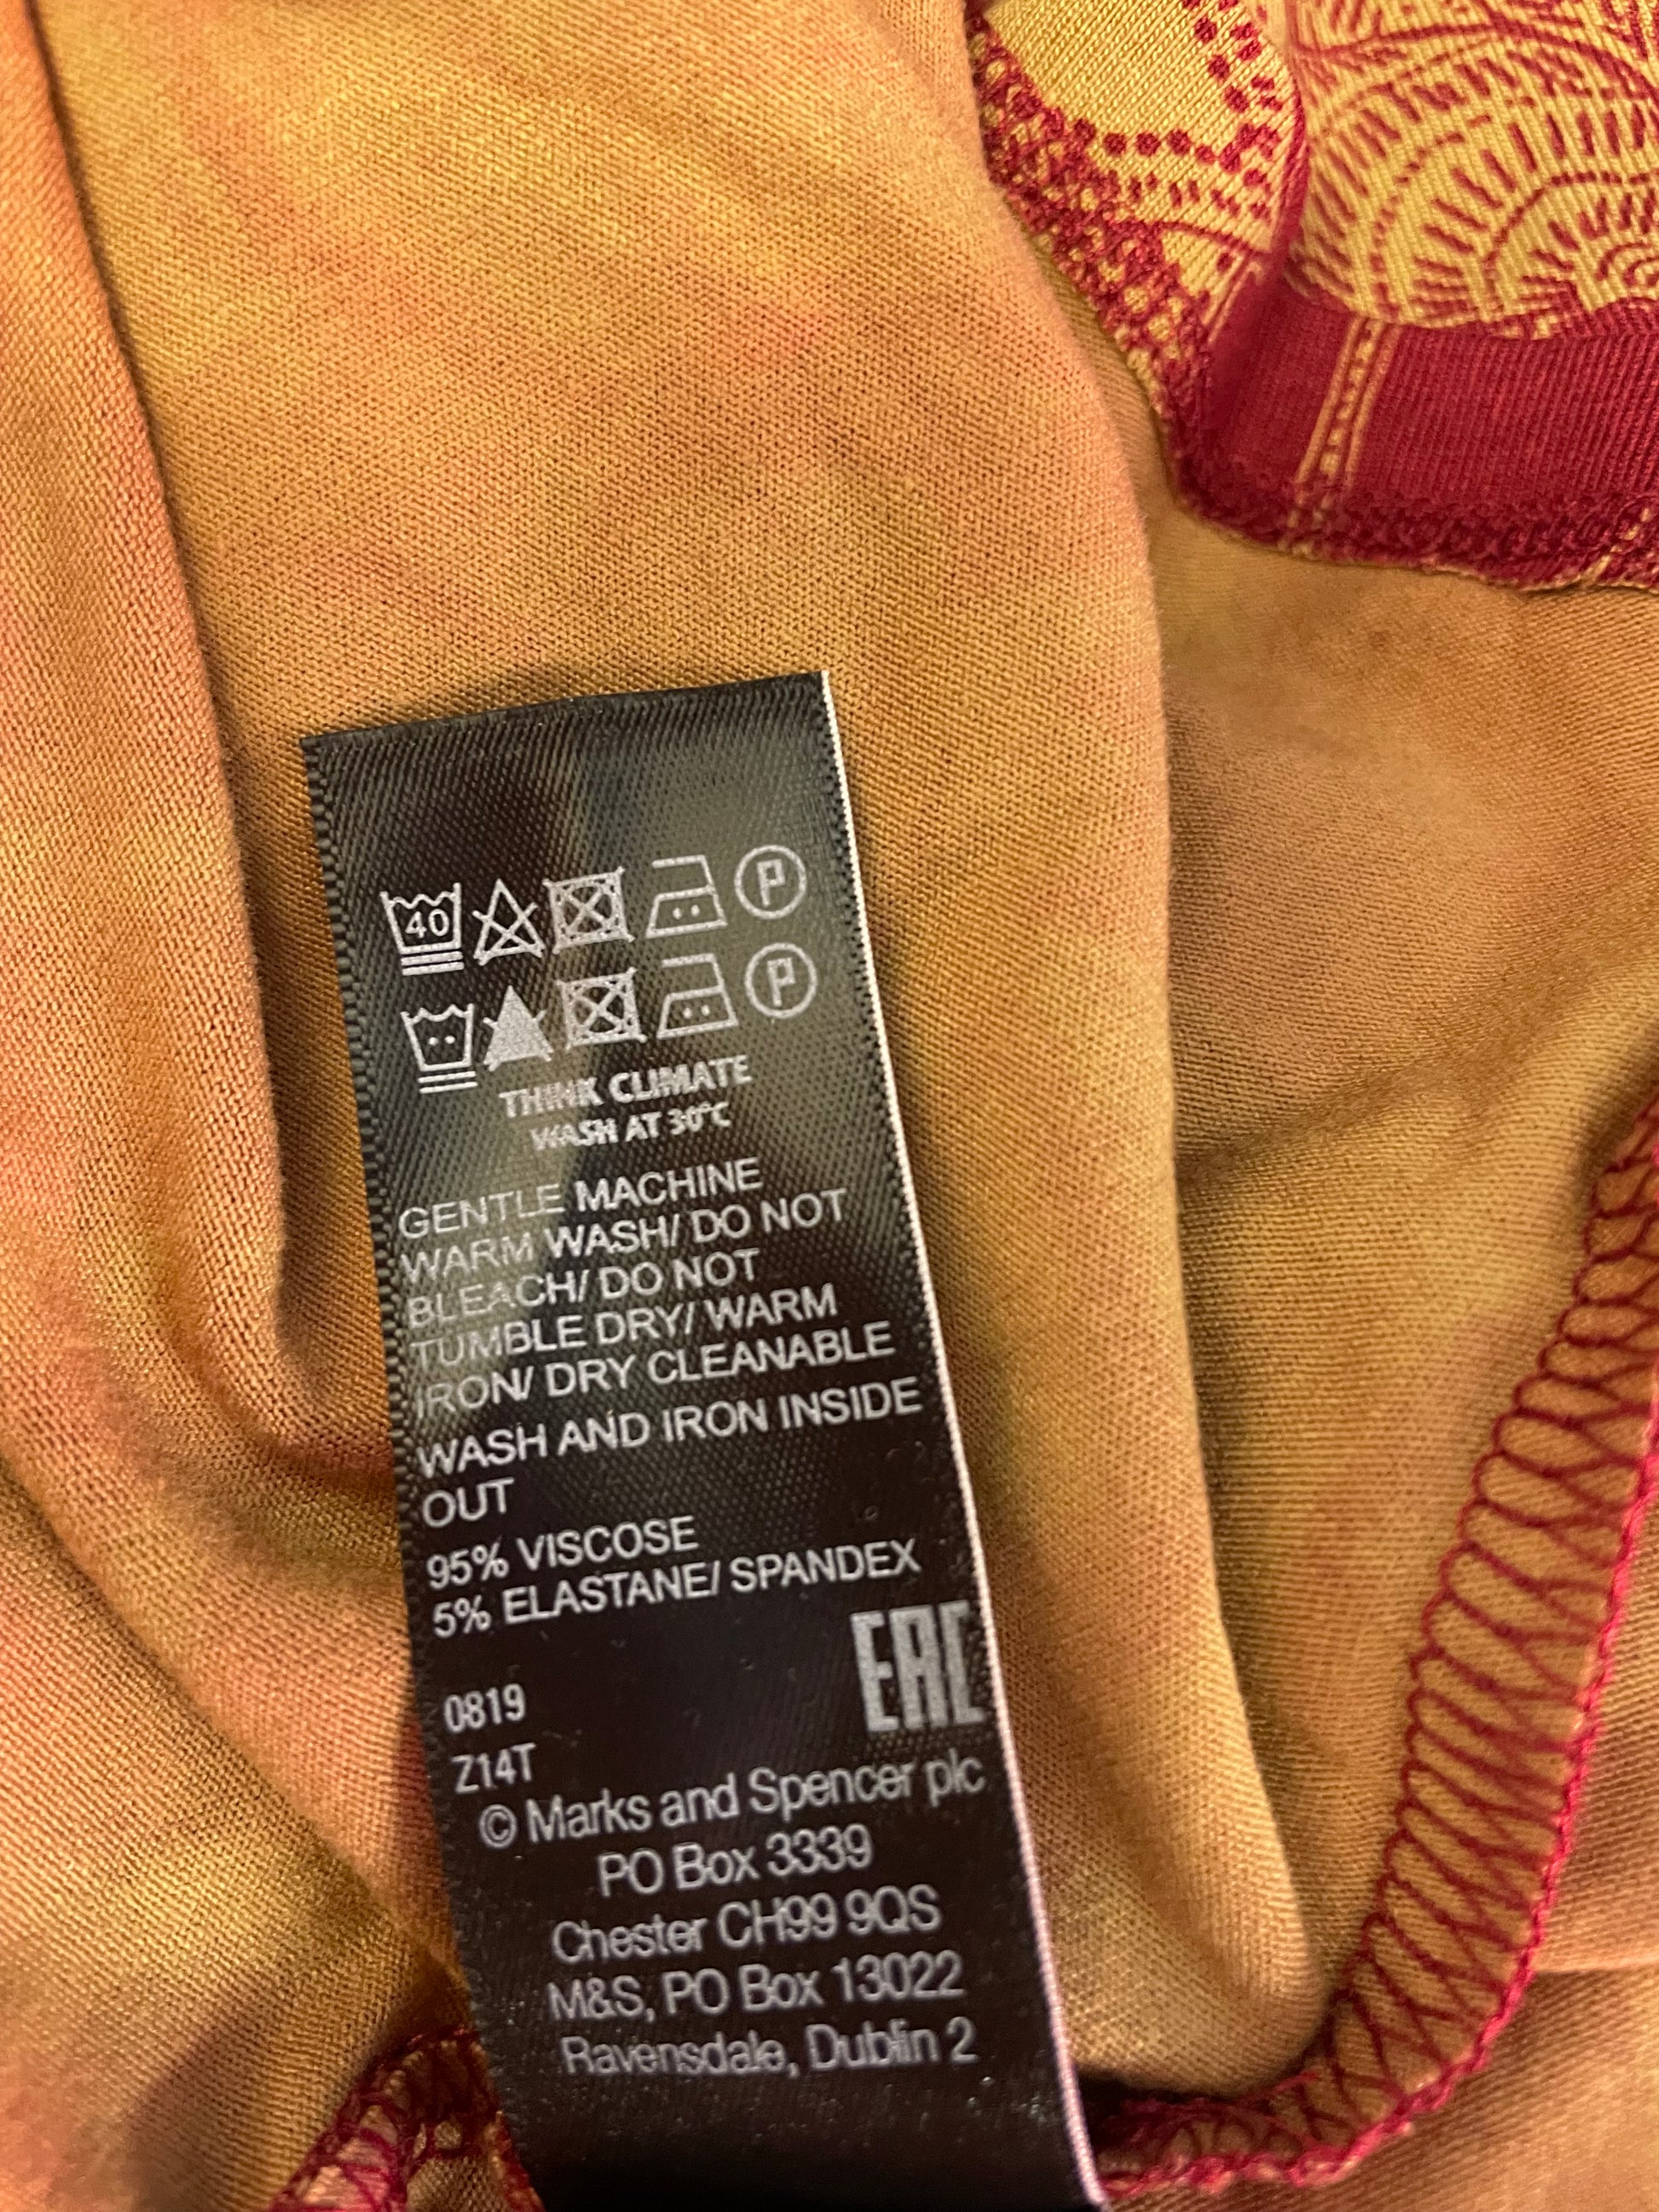 40 P
P
THINK CLIMATE
WASH AT 30°C
GENTLE MACHINE
WARM WASH/ DO NOT
BLEACH/ DO NOT
TUMBLE DRY/ WARM
IRON/ DRY CLEANABLE
WASH AND IRON INSIDE
OUT
95% VISCOSE
5% ELASTANE/ SPANDEX
EAC
0819
Z14T
© Marks and Spencer plc
PO Box 3339
Chester CH99 9QS
M&S, PO Box 13022
Ravensdale, Dublin 2